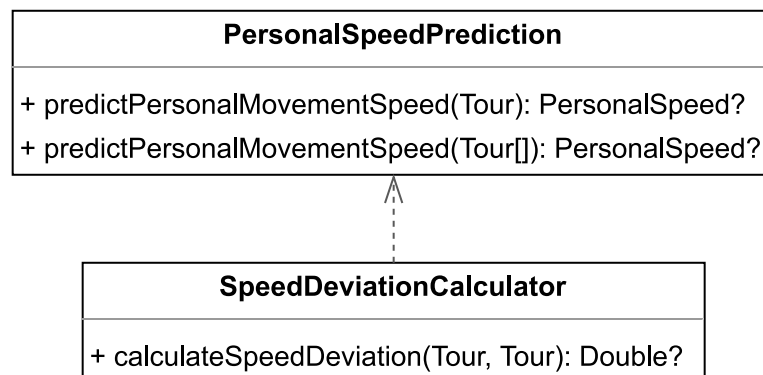 PersonalSpeedPrediction
+ predictPersonalMovementSpeed(Tour): PersonalSpeed?
+ predictPersonalMovementSpeed(Tour[]): PersonalSpeed?
SpeedDeviationCalculator
+ calculateSpeedDeviation(Tour, Tour): Double?